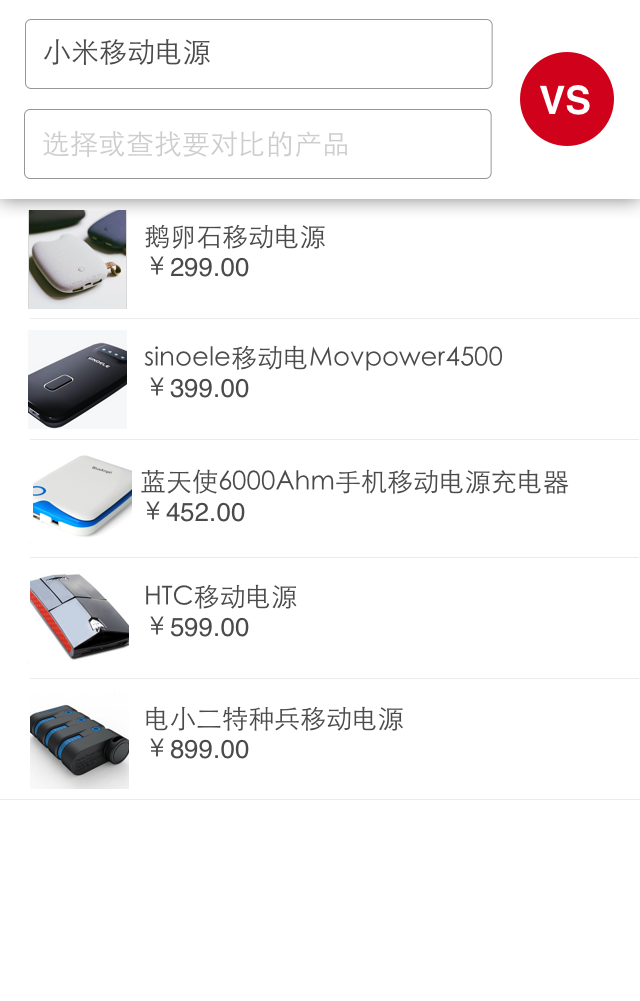 小米移动电源
VS
选择或查找要对比的产品
鹅卵石移动电源
￥299.00
sinoele移动电Movpower4500
￥399.00
SINOELE
蓝天使6000Ahm手机移动电源充电器
￥452.00
HTC移动电源
￥599.00
电小二特种兵移动电源
￥899.00